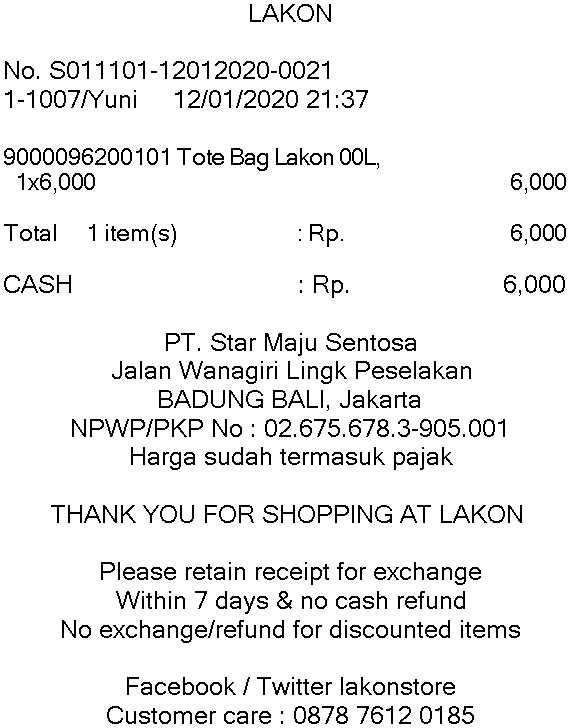 LAKON
No. S011101-12012020-0021
1-1007/Yuni 12/01/2020 21:37
9000096200101 Tote Bag Lakon 00L,
1x6,000 6,000
Total 1 item(s) : Rp. 6,000
CASH : Rp. 6,000
PT. Star Maju Sentosa
Jalan Wanagiri Lingk Peselakan
BADUNG BALI, Jakarta
NPWP/PKP No : 02.675.678.3-905.001
Harga sudah termasuk pajak
THANK YOU FOR SHOPPING AT LAKON
Please retain receipt for exchange
Within 7 days & no cash refund
No exchange/refund for discounted items
Facebook / Twitter lakonstore
Customer care : 0878 7612 0185